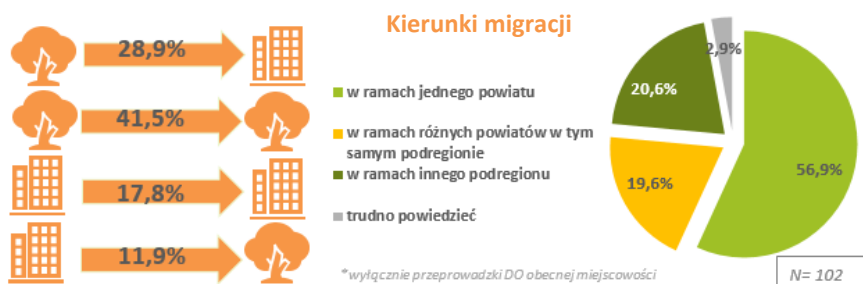 Kierunki migracji
28,9%
41,5%
17,8%
11,9%
w ramach jednego powiatu
w ramach różnych powiatów w tym
samym podregionie
w ramach innego podregionu
trudno powiedzieć
2,9%
20,6%
19,6%
56,9%
*wyłącznie przeprowadzki DO obecnej miejscowości
N= 102